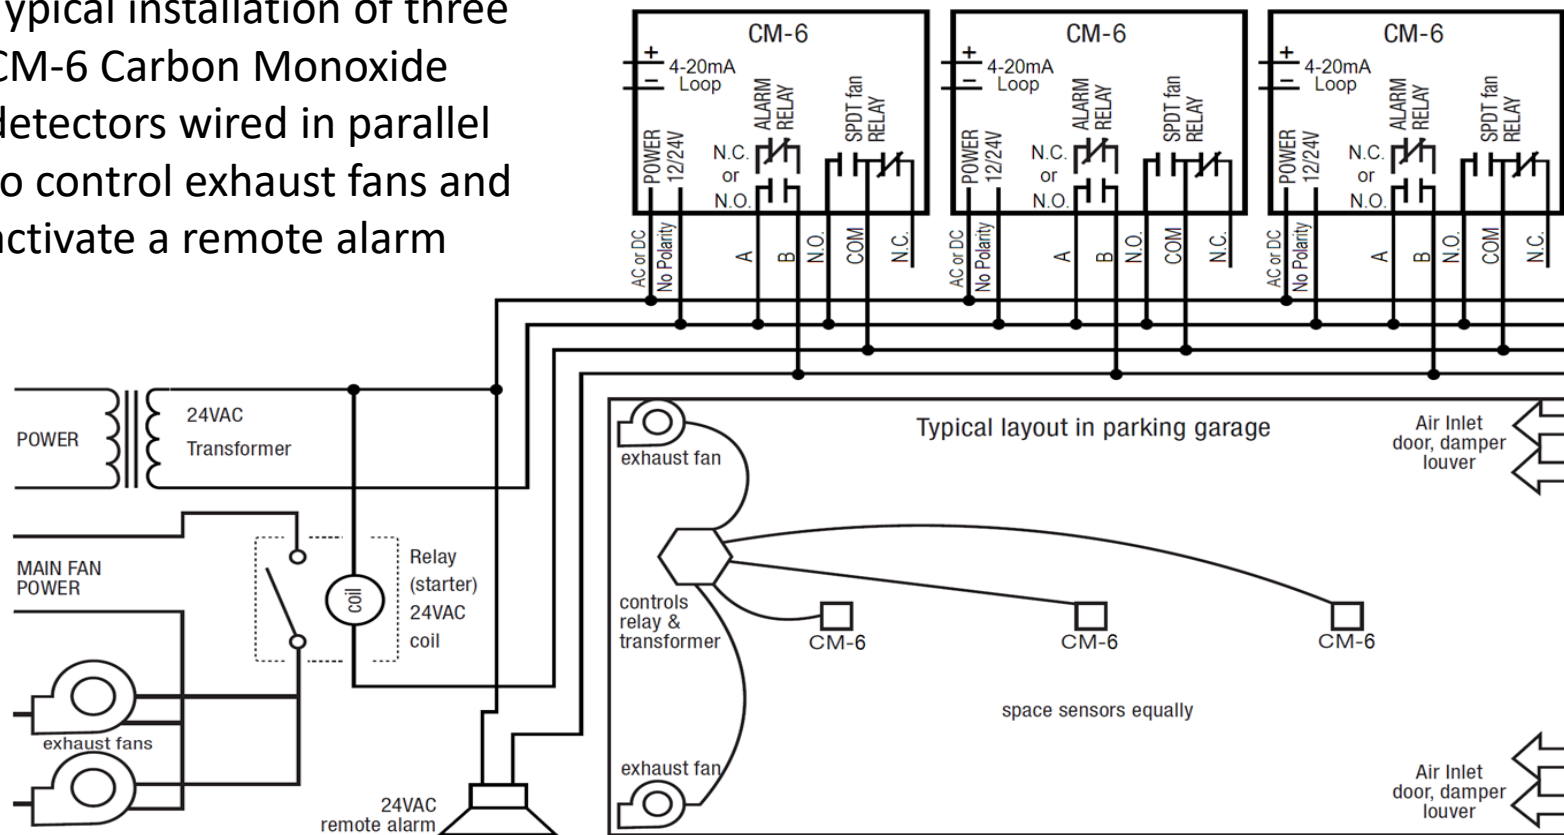 ypical installation of three
CM-6 Carbon Monoxide
detectors wired in parallel
to control exhaust fans and
activate a remote alarm
CM-6
+
4-20mA
−
Loop
ALARM
RELAY
SPDT fan
RELAY
POWER
12/24V
N.C.
or
N.O.
AC or DC
No Polarity
A
B
N.O.
COM
N.C.
CM-6
+
4-20mA
−
Loop
ALARM
RELAY
SPDT fan
RELAY
POWER
12/24V
N.C.
or
N.O.
AC or DC
No Polarity
A
B
N.O.
COM
N.C.
CM-6
+
4-20mA
−
Loop
ALARM
RELAY
SPDT fan
RELAY
POWER
12/24V
N.C.
or
N.O.
AC or DC
No Polarity
A
B
N.O.
COM
N.C.
POWER
24VAC
Transformer
MAIN FAN
POWER
coil
Relay
(starter)
24VAC
coil
exhaust fans
24VAC
remote alarm
Typical layout in parking garage
exhaust fan
Air Inlet
door, damper
louver
controls
relay &
transformer
CM-6
CM-6
CM-6
space sensors equally
exhaust fan
Air Inlet
door, damper
louver